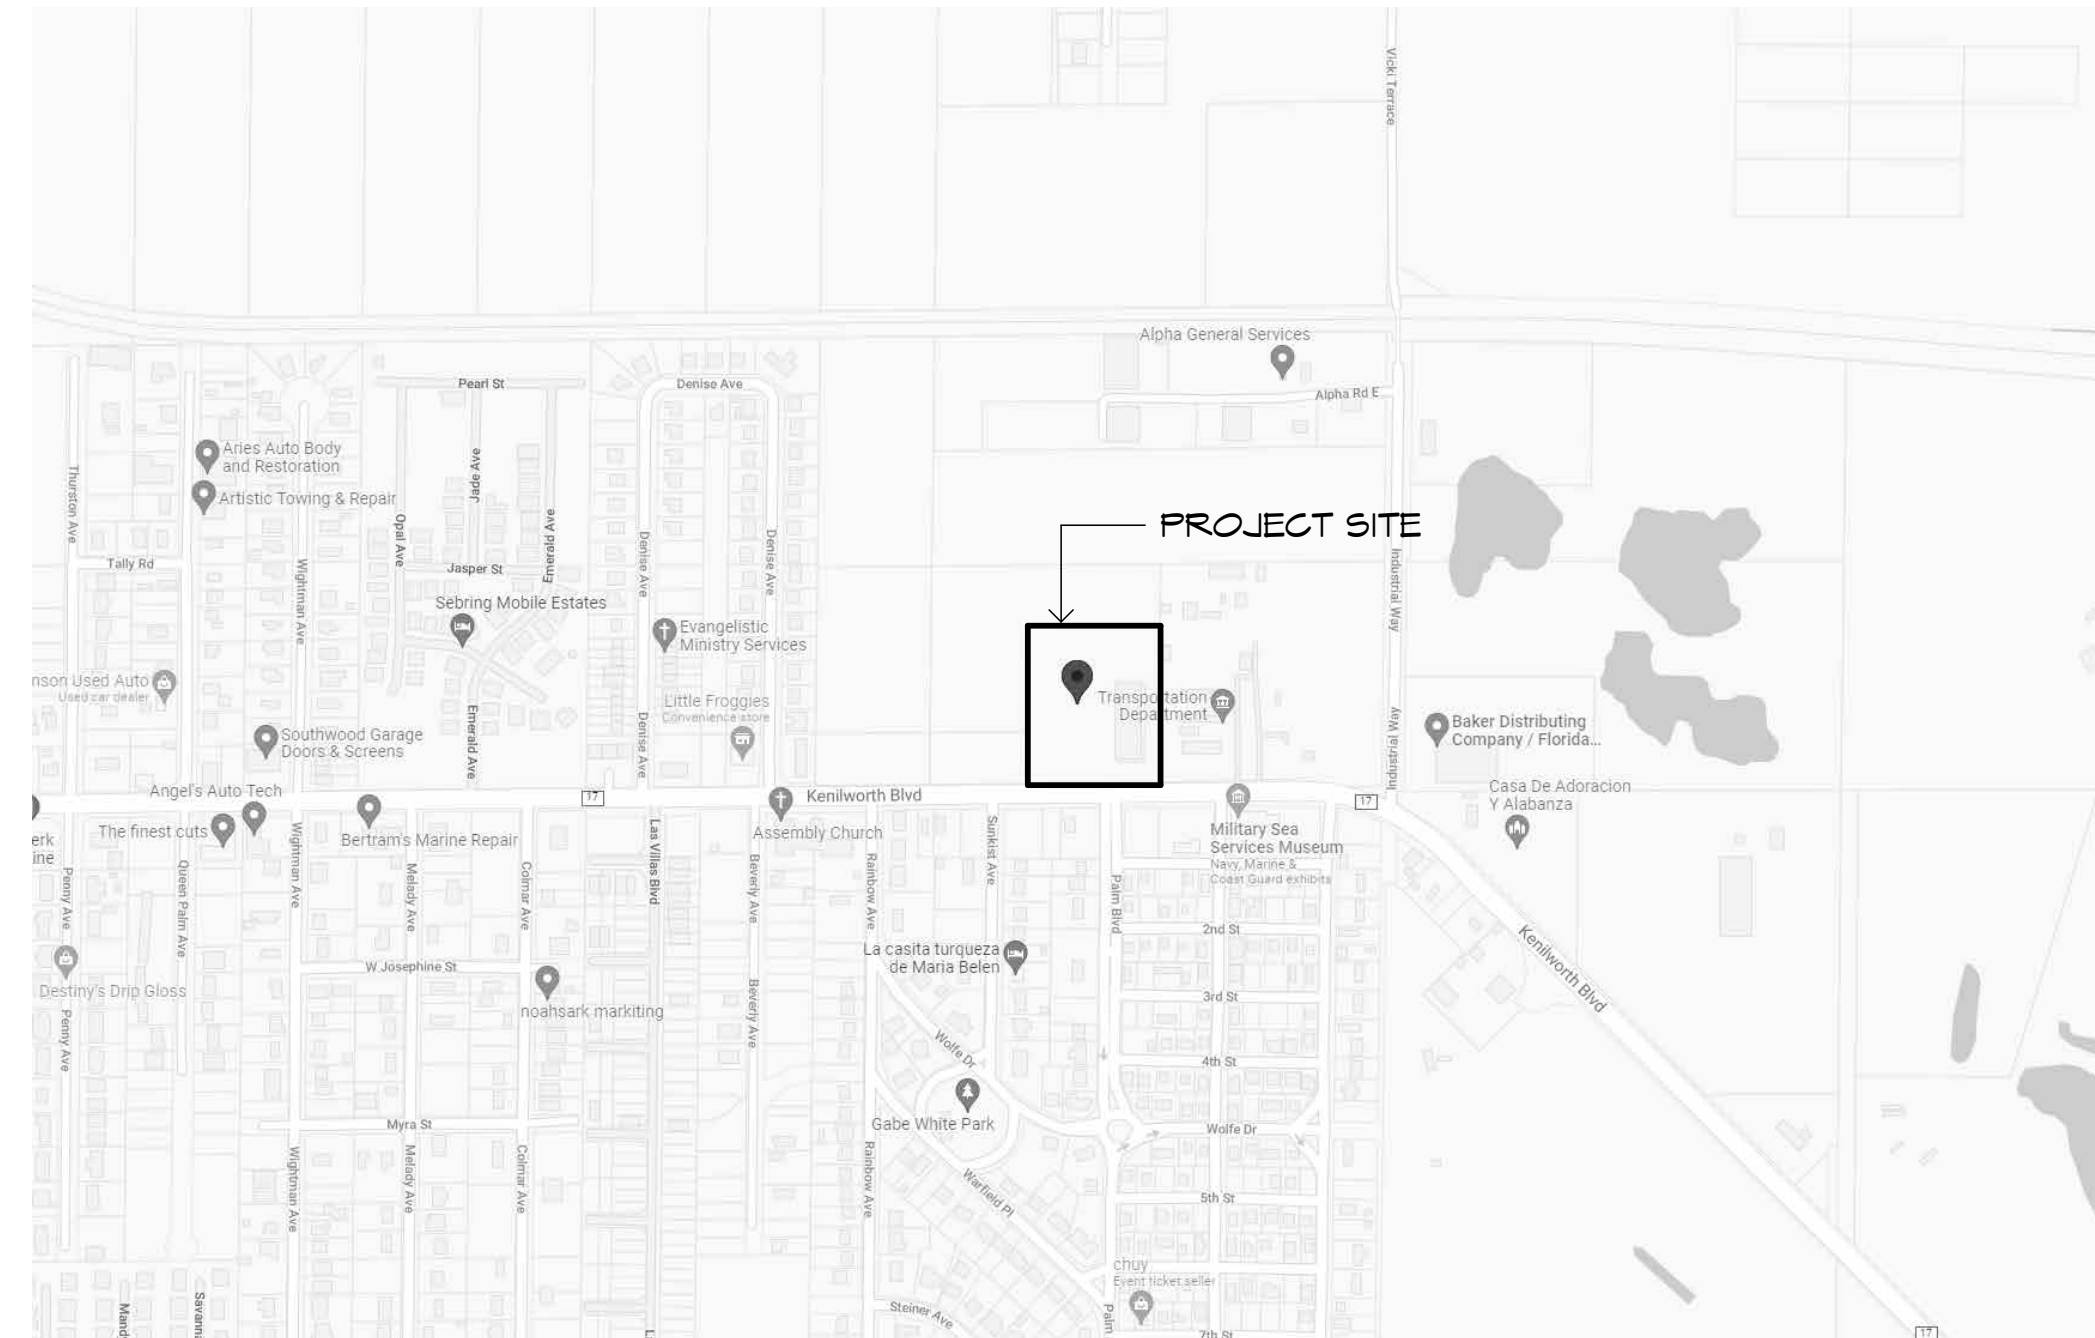 Vicki Terrace
Alpha General Services
Pearl St
Denise Ave
Alpha Rd E
Aries Auto Body
and Restoration
Artistic Towing & Repair
Thurston Ave
Jade Ave
Opal Ave
Emerald Ave
PROJECT SITE
Denise Ave
Denise Ave
Tally Rd
Wightman Ave
Jasper St
Industrial Way
Sebring Mobile Estates
Evangelistic
Ministry Services
nson Used Auto
Used car dealer
Little Froggies
Convenience store
Transportation
Department
Emerald Ave
Denise Ave
Industrial Way
Southwood Garage
Doors & Screens
Baker Distributing
Company / Florida...
Angel's Auto Tech
17
Kenilworth Blvd
17
Casa De Adoracion
Y Alabanza
The finest cuts
Bertram's Marine Repair
Assembly Church
Military Sea
Services Museum
Navy, Marine &
Coast Guard exhibits
erk
ine
Penny Ave
Queen Palm Ave
Wightman Ave
Melady Ave
Colmar Ave
Las Villas Blvd
Beverly Ave
Rainbow Ave
Sunkist Ave
Palm Blvd
2nd St
Kenilworth Blvd
La casita turqueza
de Maria Belen
W Josephine St
Destiny's Drip Gloss
noahsark markiting
Penny Ave
Beverly Ave
3rd St
Wolfe Dr
4th St
Gabe White Park
Myra St
Wolfe Dr
Wightman Ave
Melady Ave
Colmar Ave
Rainbow Ave
Warfield Pl
5th St
chuy
Event ticket seller
Steiner Ave
Palm
Mand
Savann
7th St
17